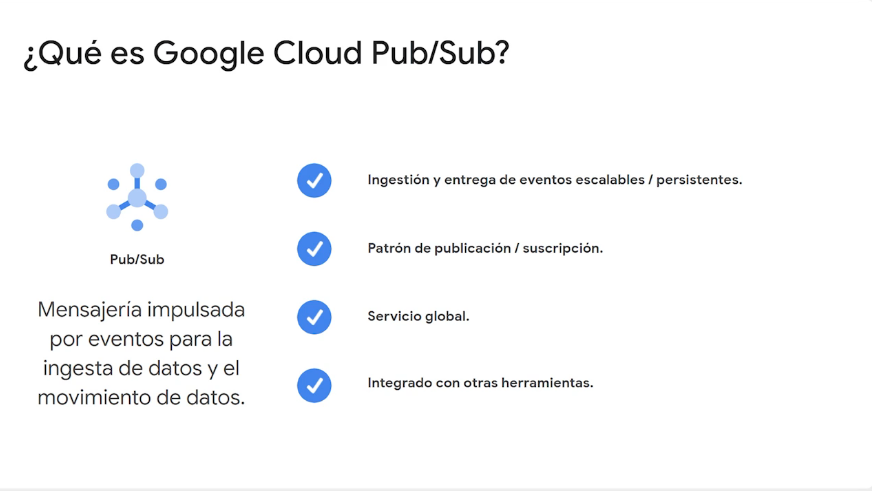 ¿Qué es Google Cloud Pub/Sub?
Pub/Sub
Mensajería impulsada
por eventos para la
ingesta de datos y el
movimiento de datos.
Ingestión y entrega de eventos escalables / persistentes.
Patrón de publicación / suscripción.
Servicio global.
Integrado con otras herramientas.